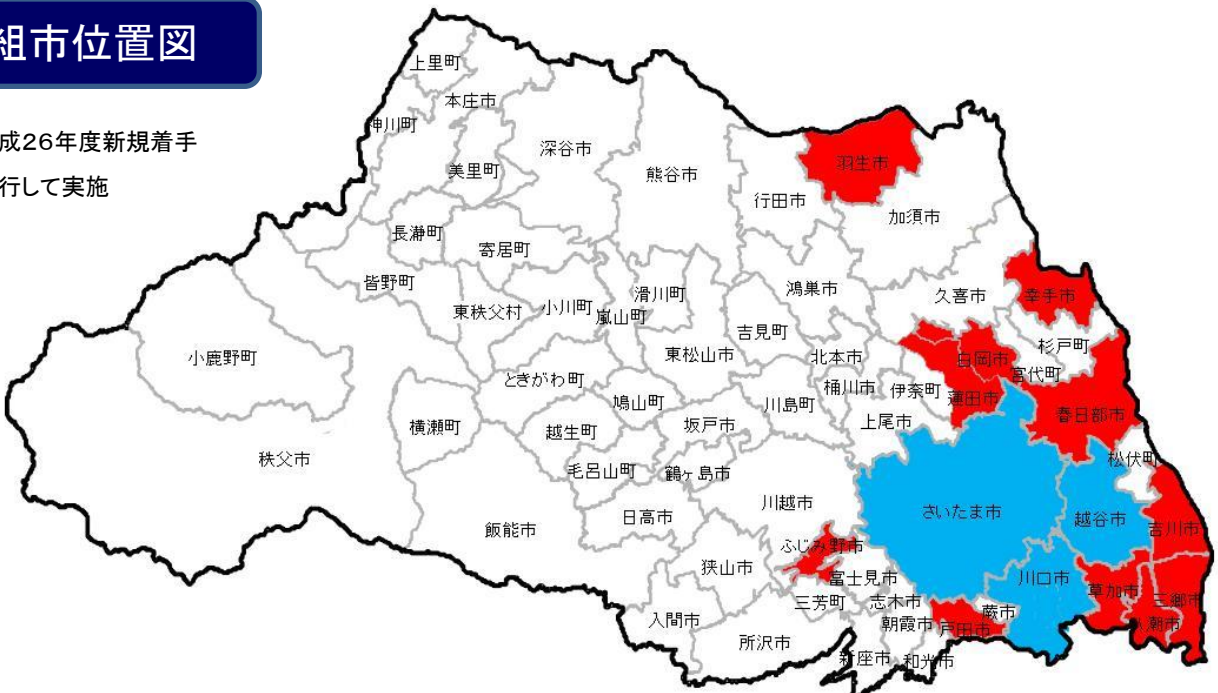 組市位置図
成26年度新規着手
行して実施
上里町
本庄市
神川町
美里町
深谷市
熊谷市
行田市
羽生市
加須市
長瀞町
寄居町
皆野町
東秩父村
小川町
嵐山町
滑川町
吉見町
鴻巣市
久喜市
幸手市
小鹿野町
ときがわ町
東松山市
北本市
白岡市
杉戸町
宮代町
鳩山町
川島町
桶川市
伊奈町
蓮田市
横瀬町
越生町
坂戸市
上尾市
春日部市
秩父市
毛呂山町
鶴ヶ島市
松伏町
飯能市
日高市
川越市
さいたま市
越谷市
吉川市
ふじみ野市
狭山市
富士見市
川口市
草加市
三郷市
入間市
三芳町
志木市
蕨市
朝霞市
戸田市
八潮市
所沢市
新座市
和光市